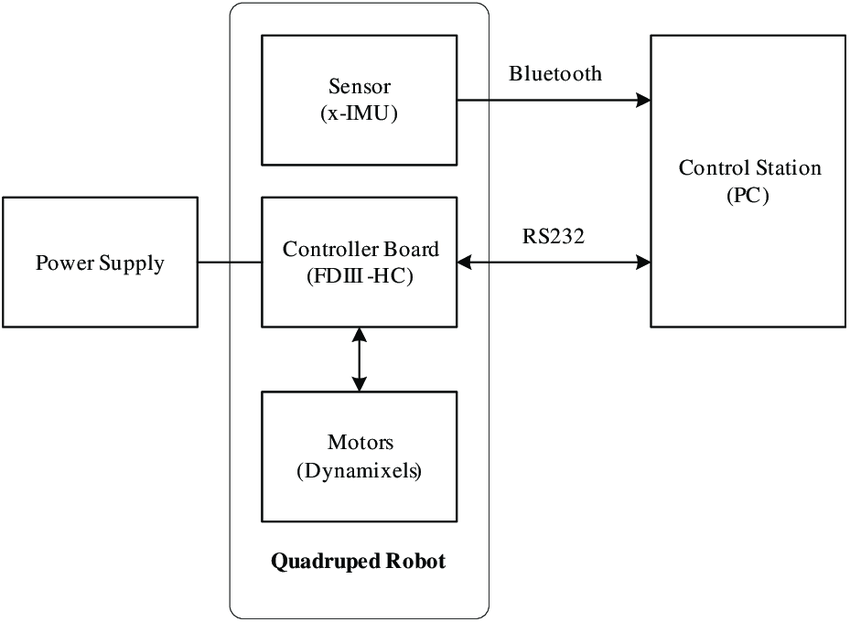 Sensor
(x-IMU)
Bluetooth
Control Station
(PC)
Power Supply
Controller Board
(FDIII-HC)
RS232
Motors
(Dynamixels)
Quadruped Robot